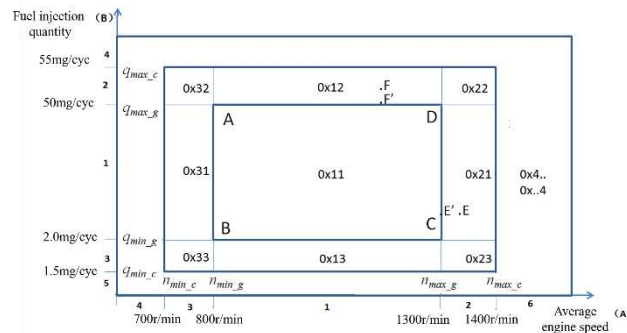 Fuel injection (B)
quantity
55mg/cyc 4
q_max_c
2 0x32 0x12 .F 0x22
50mg/cyc .F'
q_max_g
A D
1 0x31 0x11 0x21 0x4..
0x..4
.E' .E
B C
2.0mg/cyc q_min_g
3 0x33 0x13 0x23
1.5mg/cyc q_min_c
5 n_min_c n_min_g n_max_g n_max_c
4 3 1 2 6
700r/min 800r/min 1300r/min 1400r/min Average (A
engine speed